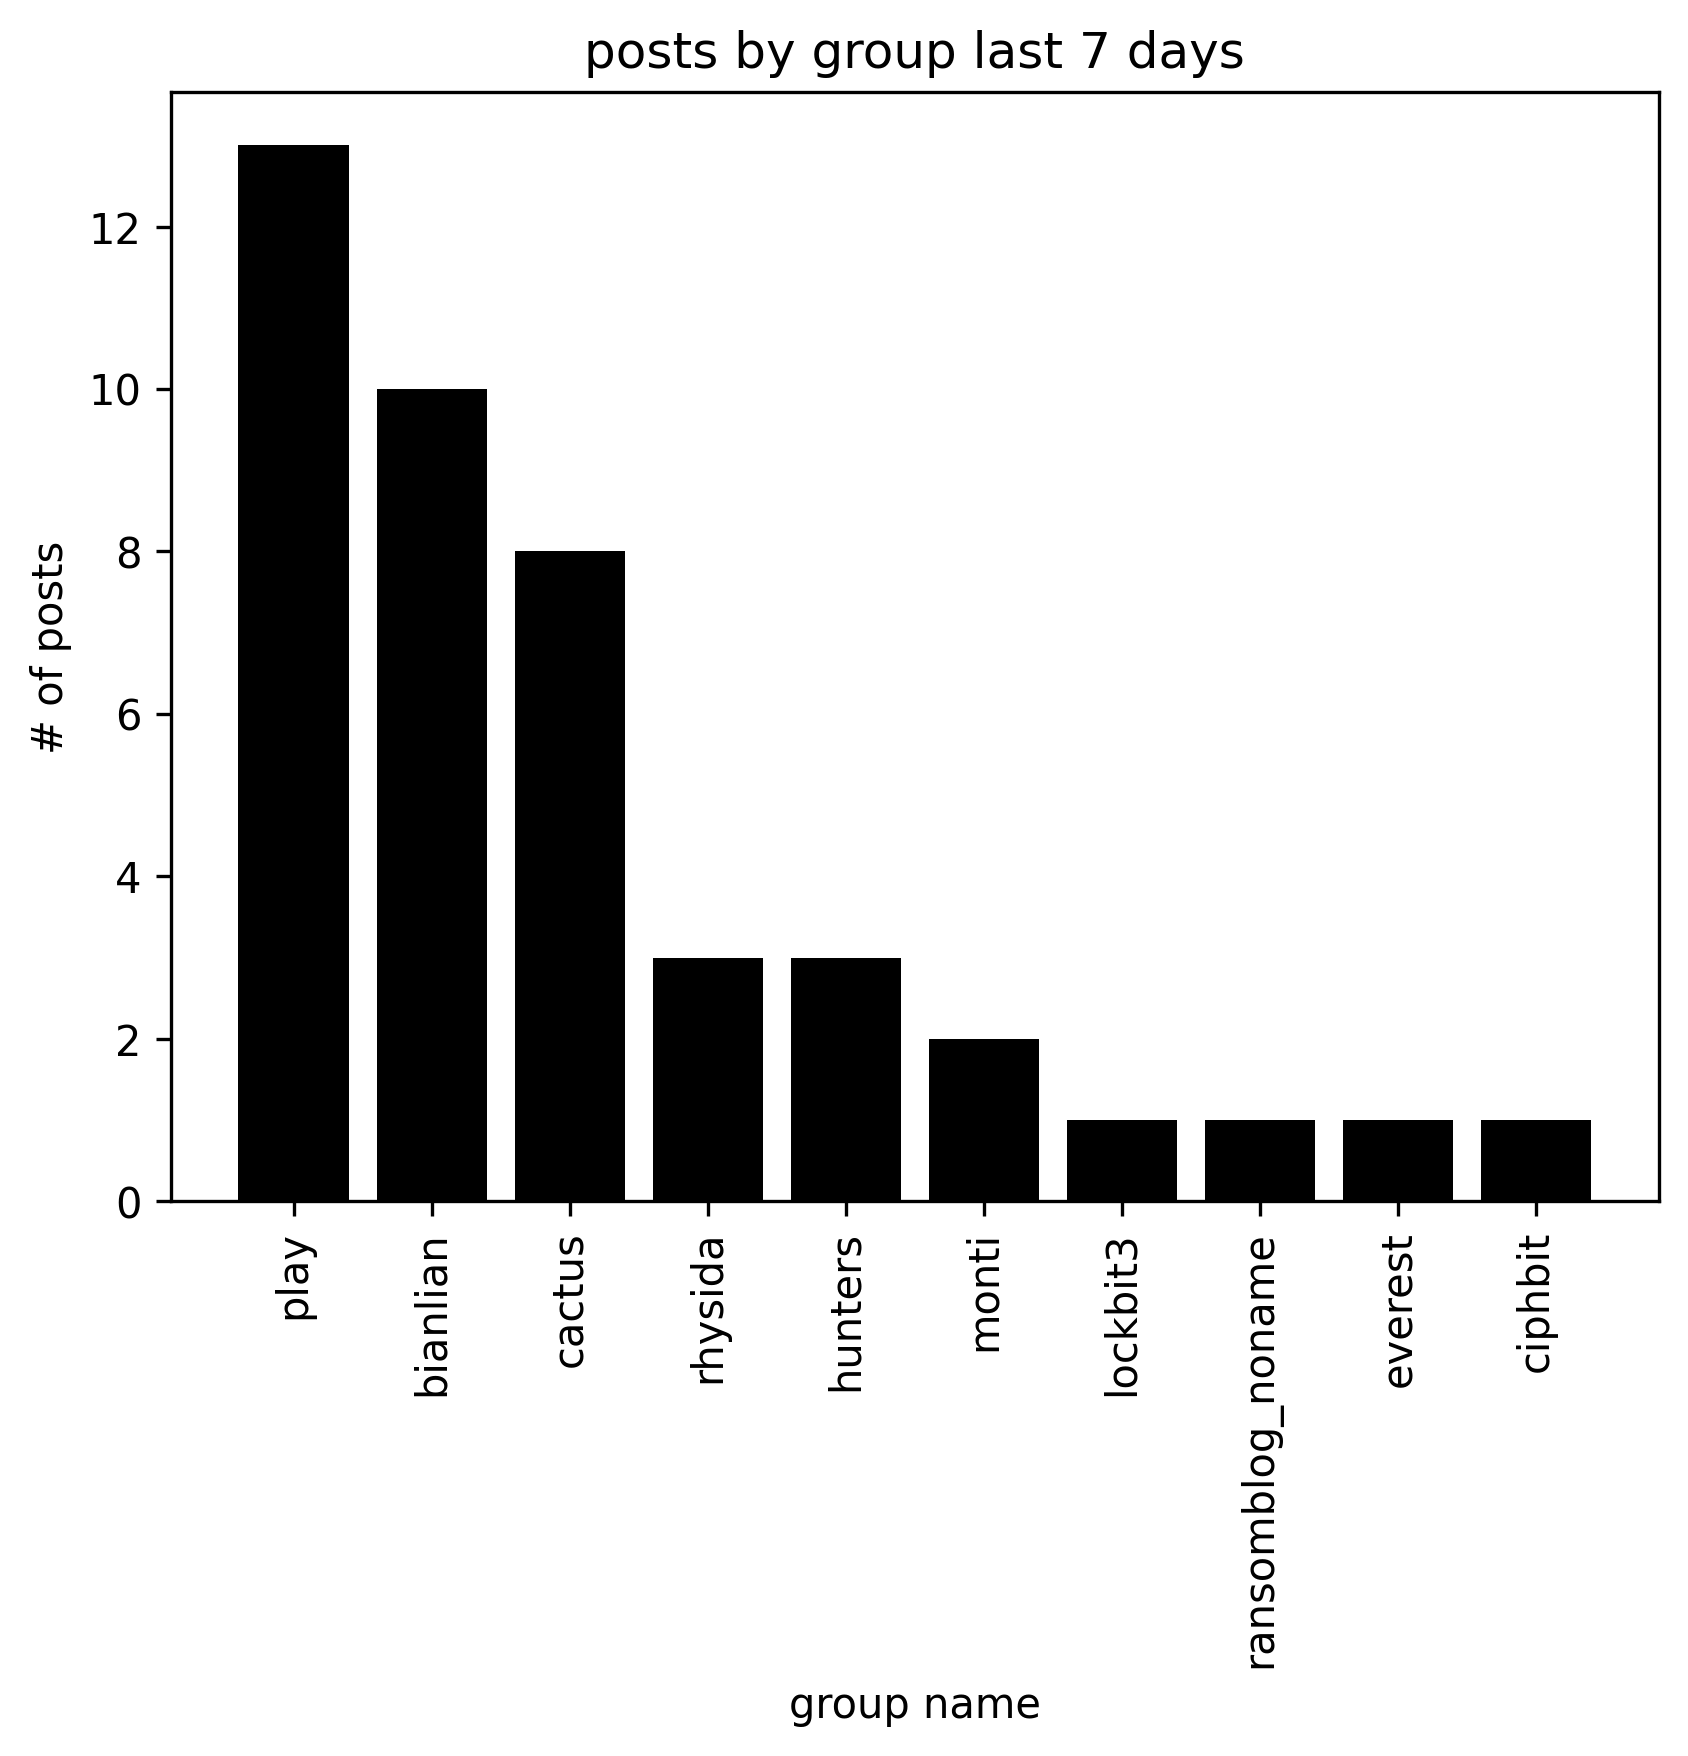 posts by group last 7 days
# of posts
12
10
8
6
4
2
0
play
bianlian
cactus
rhysida
hunters
monti
lockbit3
ransomblog_noname
everest
ciphbit
group name